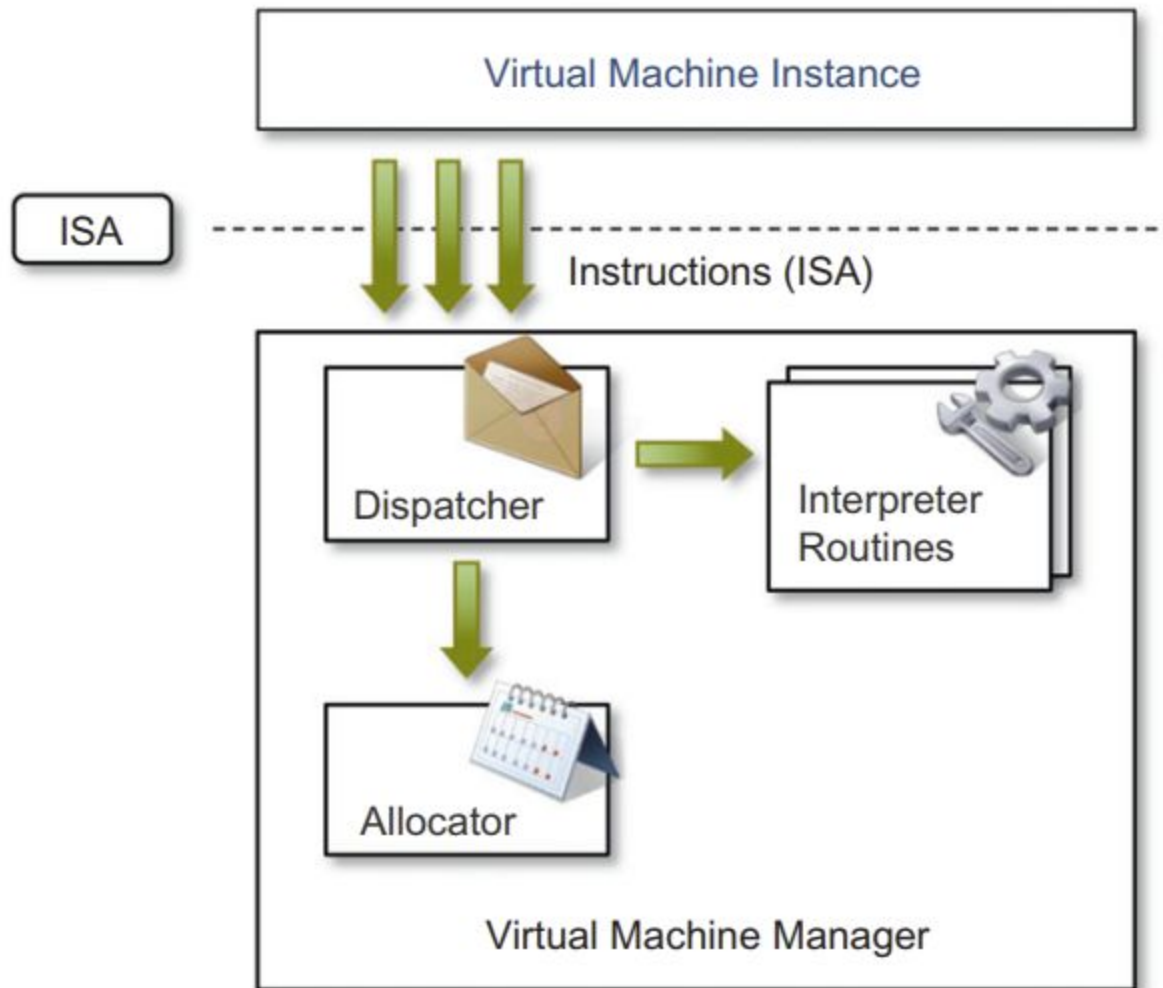 Virtual Machine Instance
ISA
Instructions (ISA)
Dispatcher
Interpreter
Routines
Allocator
Virtual Machine Manager